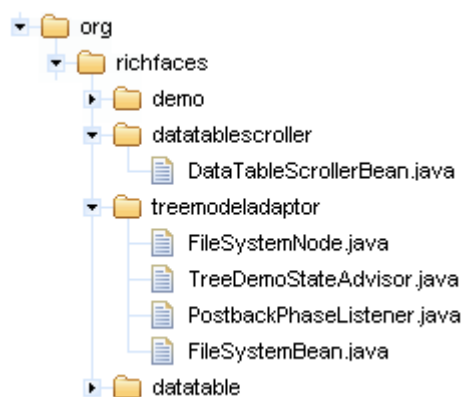 org
richfaces
demo
datatablescroller
DataTableScrollerBean.java
treemodeladaptor
FileSystemNode.java
TreeDemoStateAdvisor.java
PostbackPhaseListener.java
FileSystemBean.java
datatable